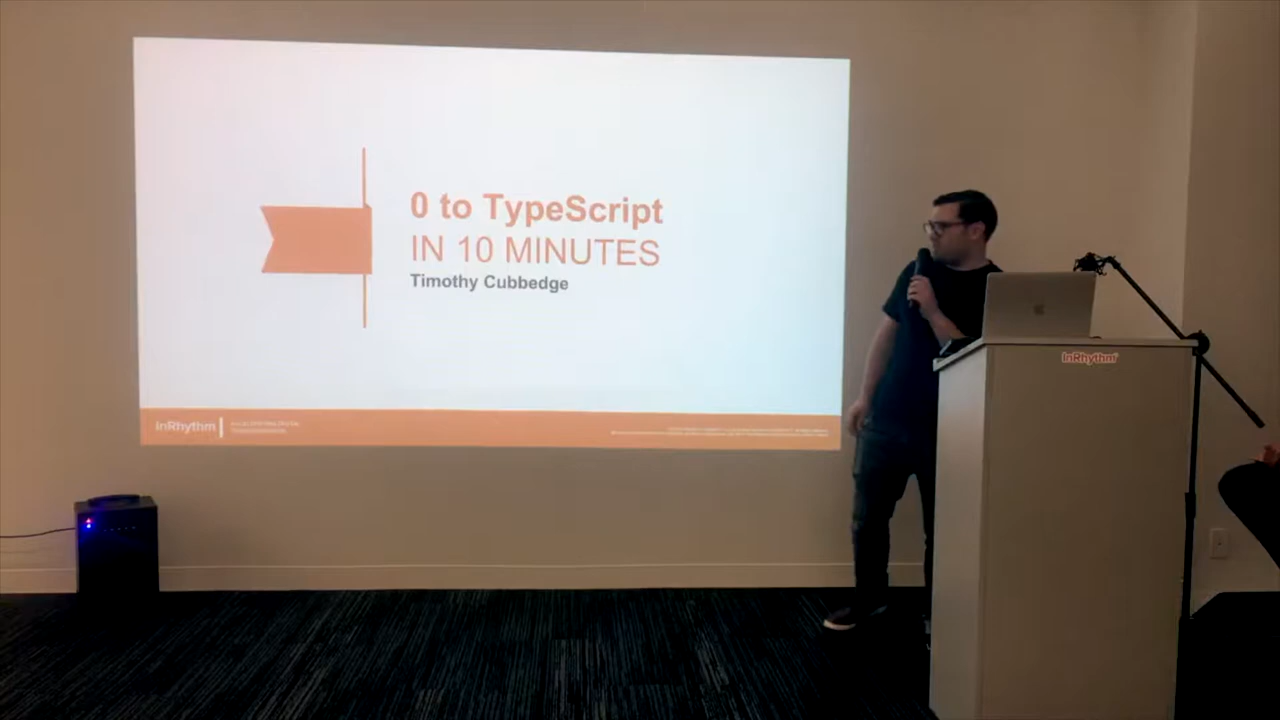 0 to TypeScript
IN 10 MINUTES
Timothy Cubbedge
InRhythm
InRhythm